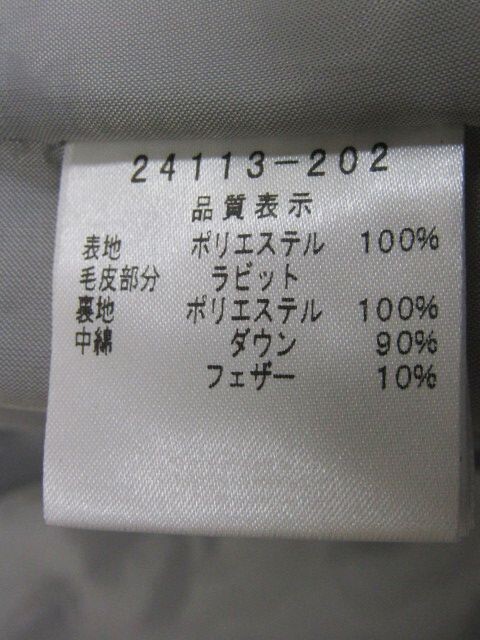 24113-202
品質表示
表地 ポリエステル 100%
毛皮部分 ラビット
裏地 ポリエステル 100%
中綿 ダウン 90%
フェザー 10%